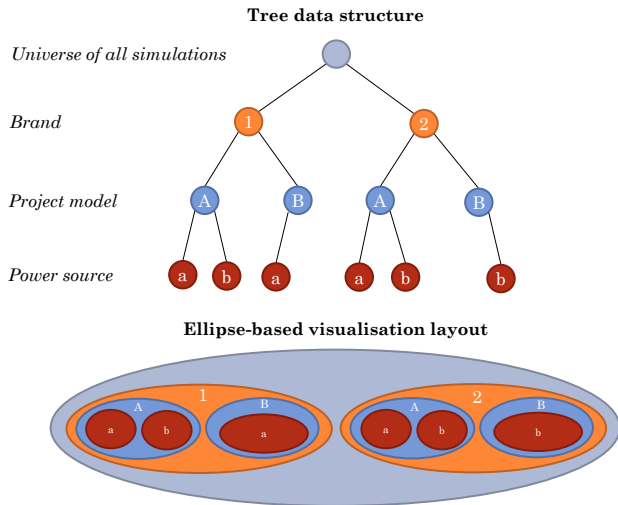 Tree data structure
Universe of all simulations
Brand
1 2
Project model
A B A B
Power source
a b a a b b
Ellipse-based visualisation layout
1 2
A B A B
a b a a b b